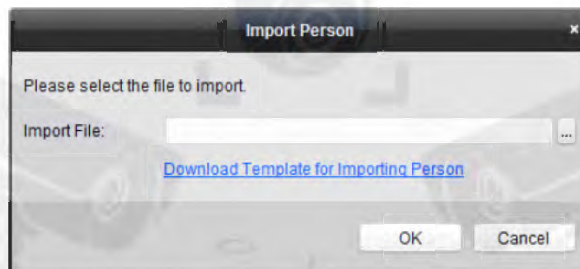 Import Person
×
Please select the file to import.
Import File:
...
Download Template for Importing Person
OK Cancel